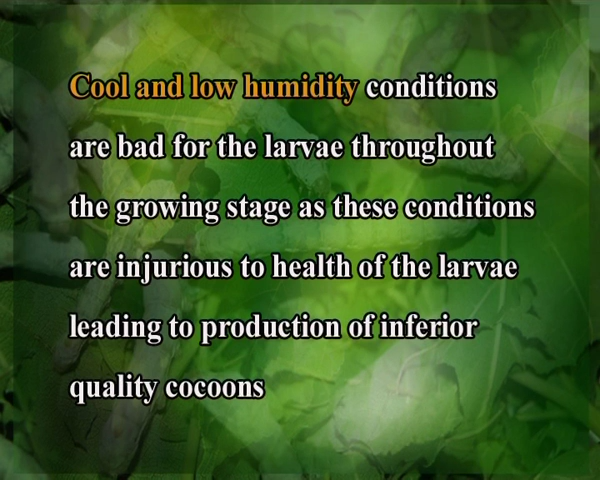 Cool and low humidity conditions
are bad for the larvae throughout
the growing stage as these conditions
are injurious to health of the larvae
leading to production of inferior
quality cocoons